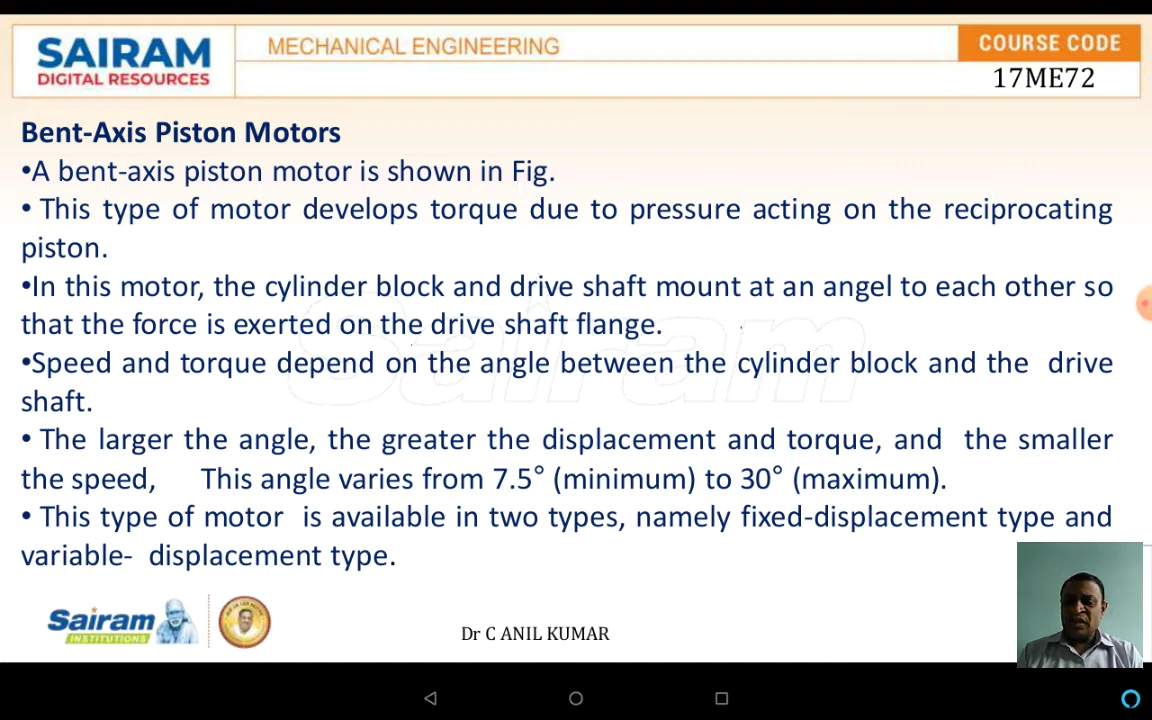 SAIRAM
DIGITAL RESOURCES
MECHANICAL ENGINEERING
COURSE CODE
17ME72
Bent-Axis Piston Motors
•A bent-axis piston motor is shown in Fig.
• This type of motor develops torque due to pressure acting on the reciprocating
piston.
•In this motor, the cylinder block and drive shaft mount at an angel to each other so
that the force is exerted on the drive shaft flange.
•Speed and torque depend on the angle between the cylinder block and the drive
shaft.
• The larger the angle, the greater the displacement and torque, and the smaller
the speed, This angle varies from 7.5° (minimum) to 30° (maximum).
• This type of motor is available in two types, namely fixed-displacement type and
variable- displacement type.
Sairam
Sairam
INSTITUTIONS
Dr C ANIL KUMAR